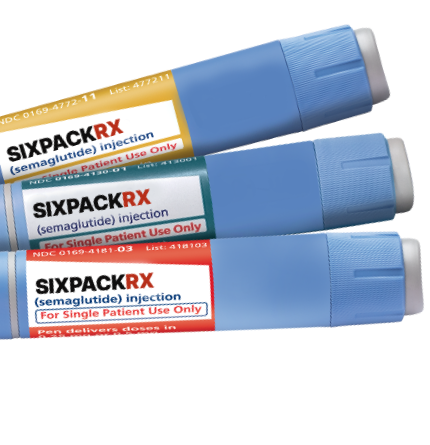 NDC 0169-4772-11 List: 477211
SIXPACKRX
(semaglutide) injection
For Single Patient Use Only
NDC 0169-4130-01 List: 413001
SIXPACKRX
(semaglutide) injection
For Single Patient Use Only
NDC 0169-4181-03 List: 418103
SIXPACKRX
(semaglutide) injection
For Single Patient Use Only
Pen delivers doses in